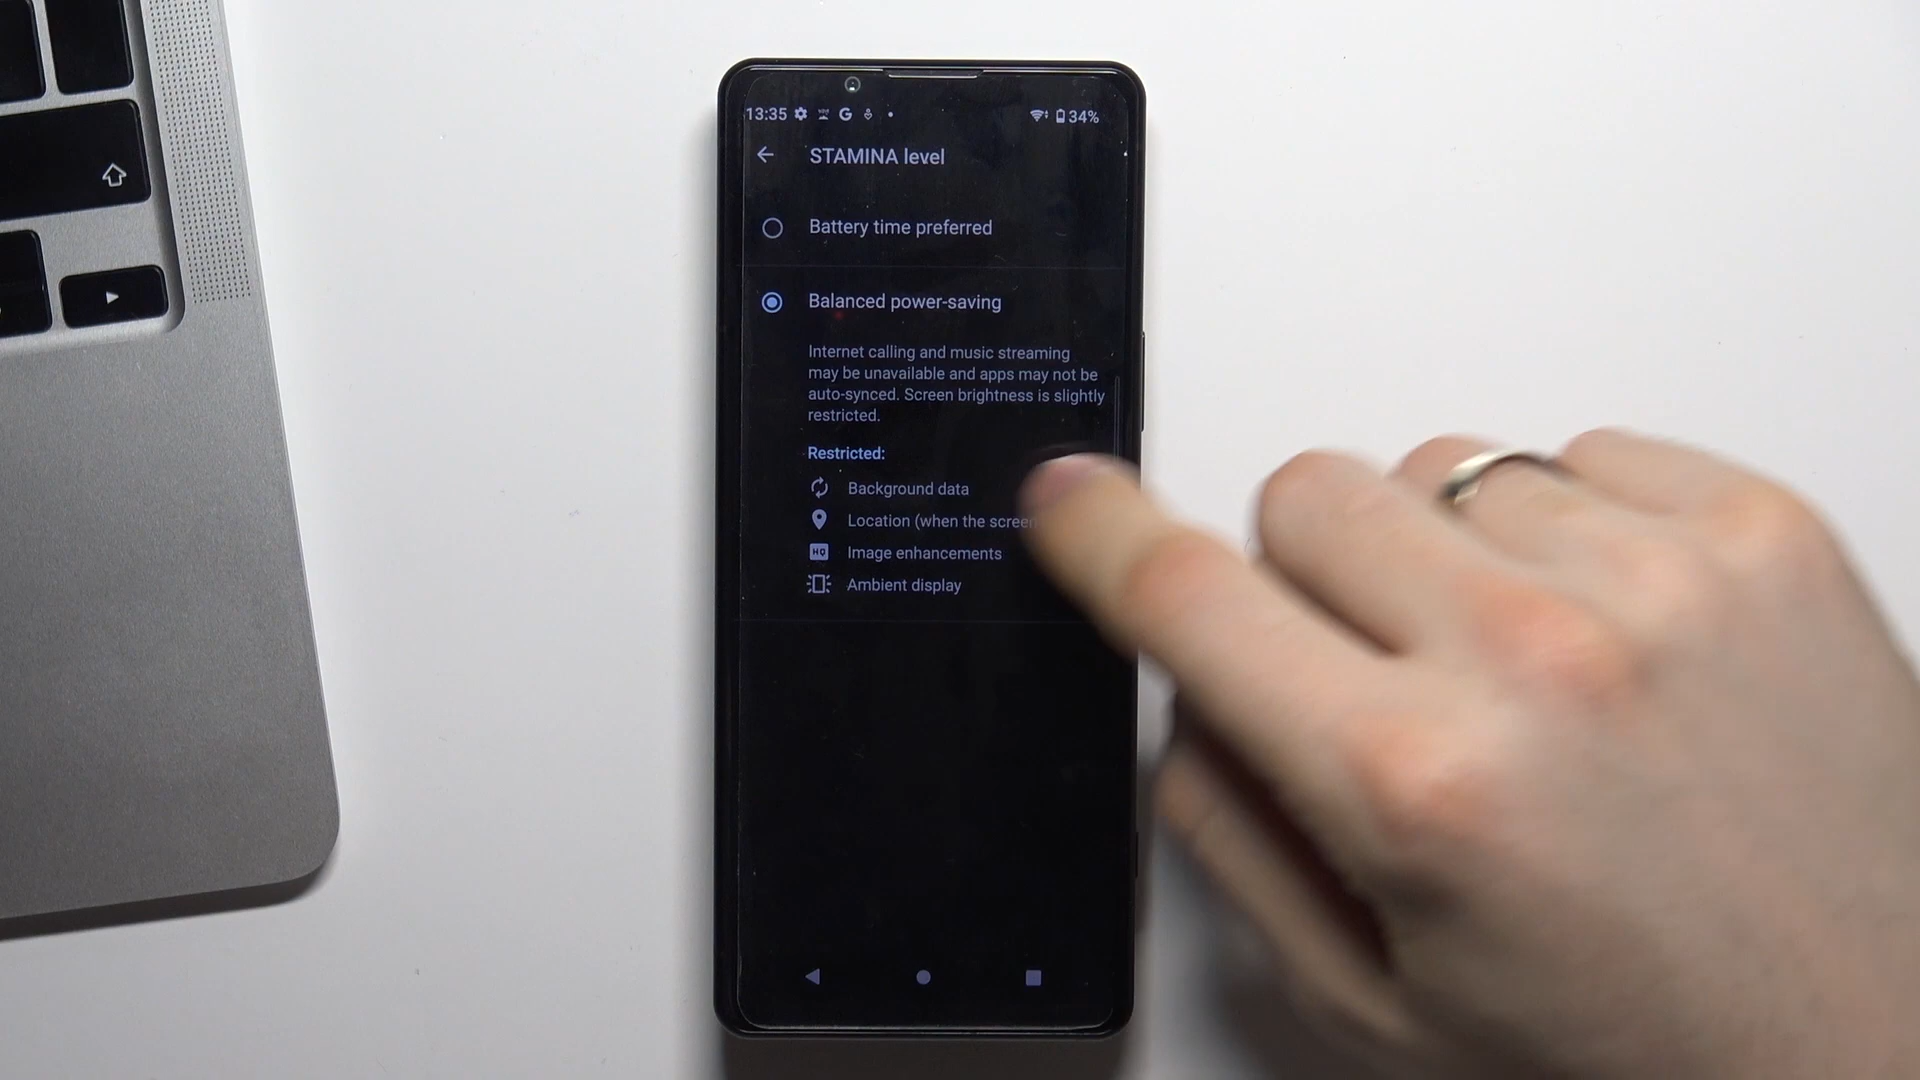 13:35 G 34%
STAMINA level
Battery time preferred
Balanced power-saving
Internet calling and music streaming
may be unavailable and apps may not be
auto-synced. Screen brightness is slightly
restricted.
Restricted:
Background data
Location (when the screen
HQ Image enhancements
Ambient display